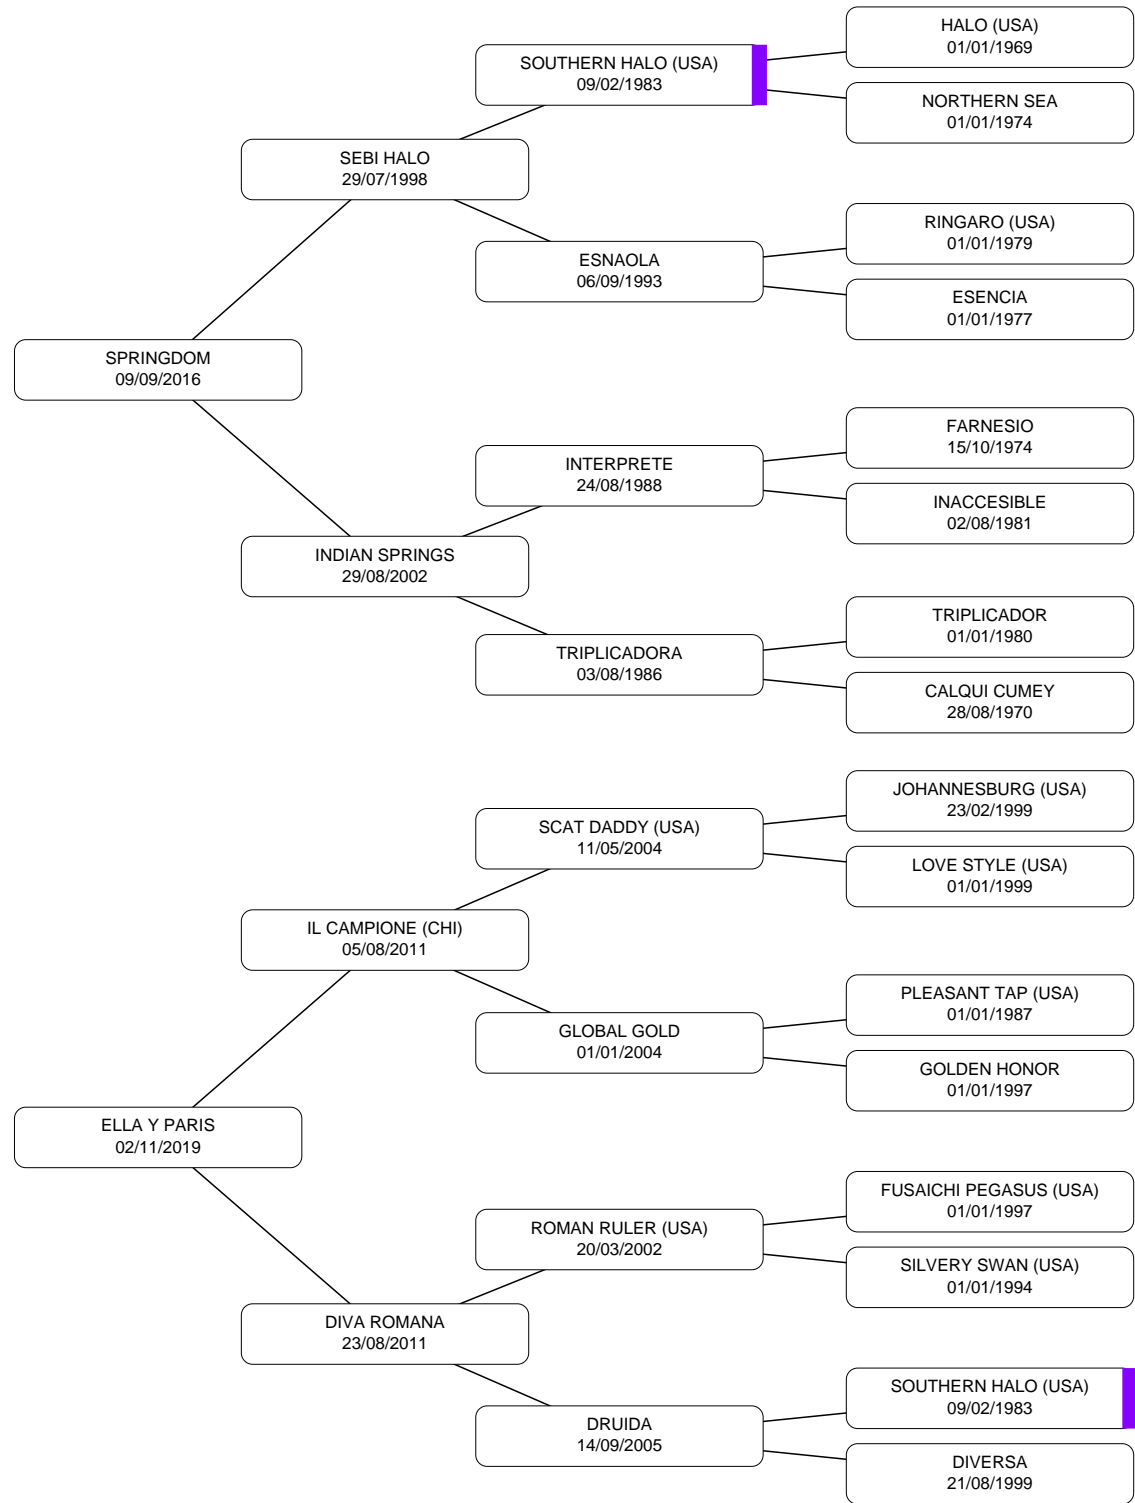 HALO (USA)
01/01/1969
SOUTHERN HALO (USA)
09/02/1983
NORTHERN SEA
01/01/1974
SEBI HALO
29/07/1998
RINGARO (USA)
01/01/1979
ESNAOLA
06/09/1993
ESENCIA
01/01/1977
SPRINGDOM
09/09/2016
FARNESIO
15/10/1974
INTERPRETE
24/08/1988
INACCESIBLE
02/08/1981
INDIAN SPRINGS
29/08/2002
TRIPLICADOR
01/01/1980
TRIPLICADORA
03/08/1986
CALQUI CUMEY
28/08/1970
JOHANNESBURG (USA)
23/02/1999
SCAT DADDY (USA)
11/05/2004
LOVE STYLE (USA)
01/01/1999
IL CAMPIONE (CHI)
05/08/2011
PLEASANT TAP (USA)
01/01/1987
GLOBAL GOLD
01/01/2004
GOLDEN HONOR
01/01/1997
ELLA Y PARIS
02/11/2019
FUSAICHI PEGASUS (USA)
01/01/1997
ROMAN RULER (USA)
20/03/2002
SILVERY SWAN (USA)
01/01/1994
DIVA ROMANA
23/08/2011
SOUTHERN HALO (USA)
09/02/1983
DRUIDA
14/09/2005
DIVERSA
21/08/1999